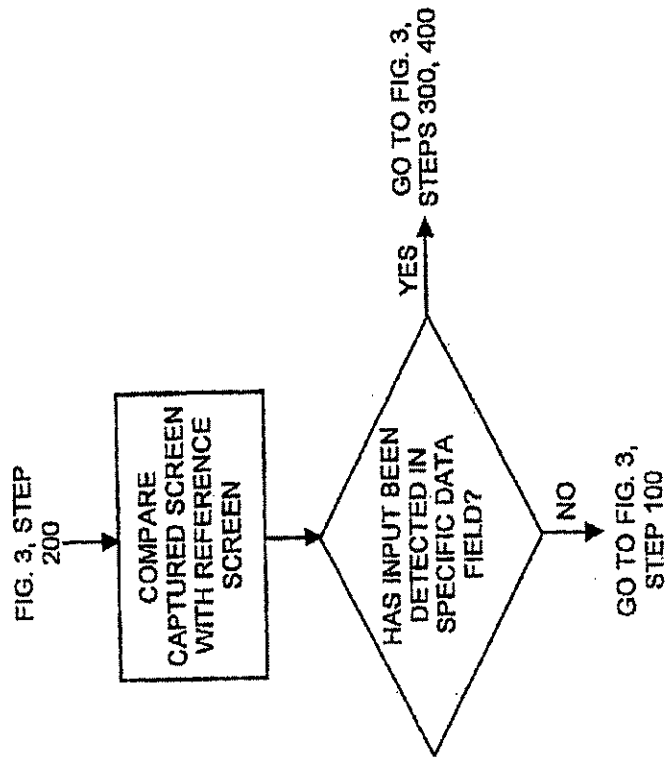 FIG. 3, STEP
200
COMPARE
CAPTURED SCREEN
WITH REFERENCE
SCREEN
HAS INPUT BEEN
DETECTED IN
SPECIFIC DATA
FIELD?
YES
GO TO FIG. 3,
STEPS 300, 400
NO
GO TO FIG. 3,
STEP 100